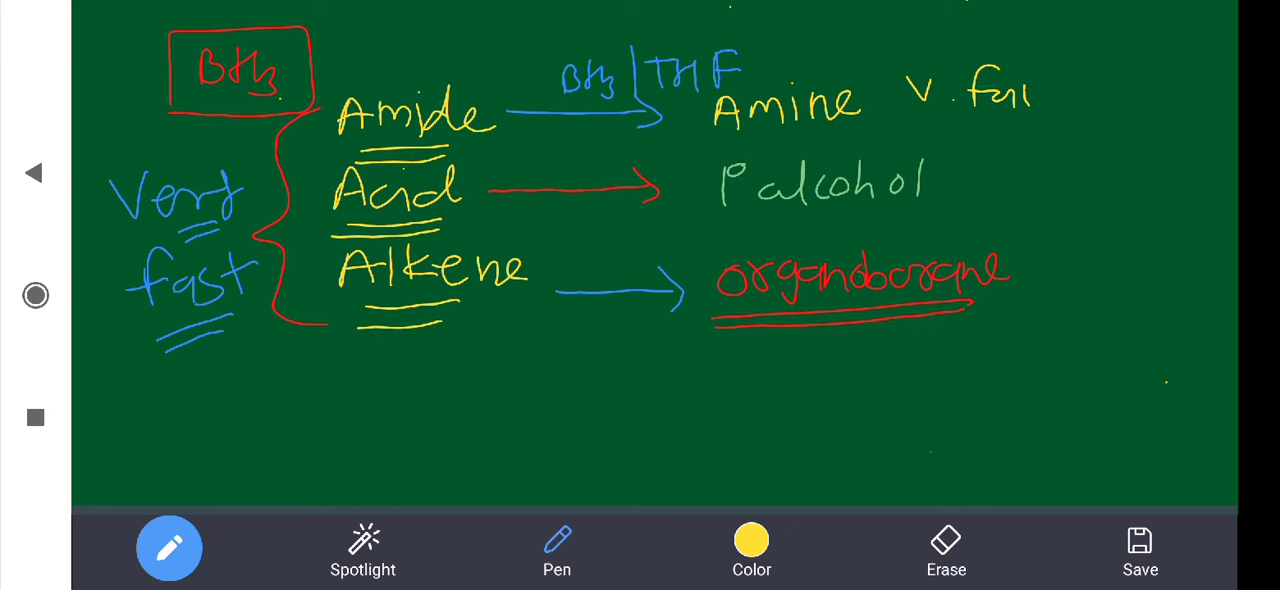 BH3
BH3 | THF
Amide → Amine V. fast
Acid → P alcohol
Very
fast
Alkene → organoborane
Spotlight
Pen
Color
Erase
Save